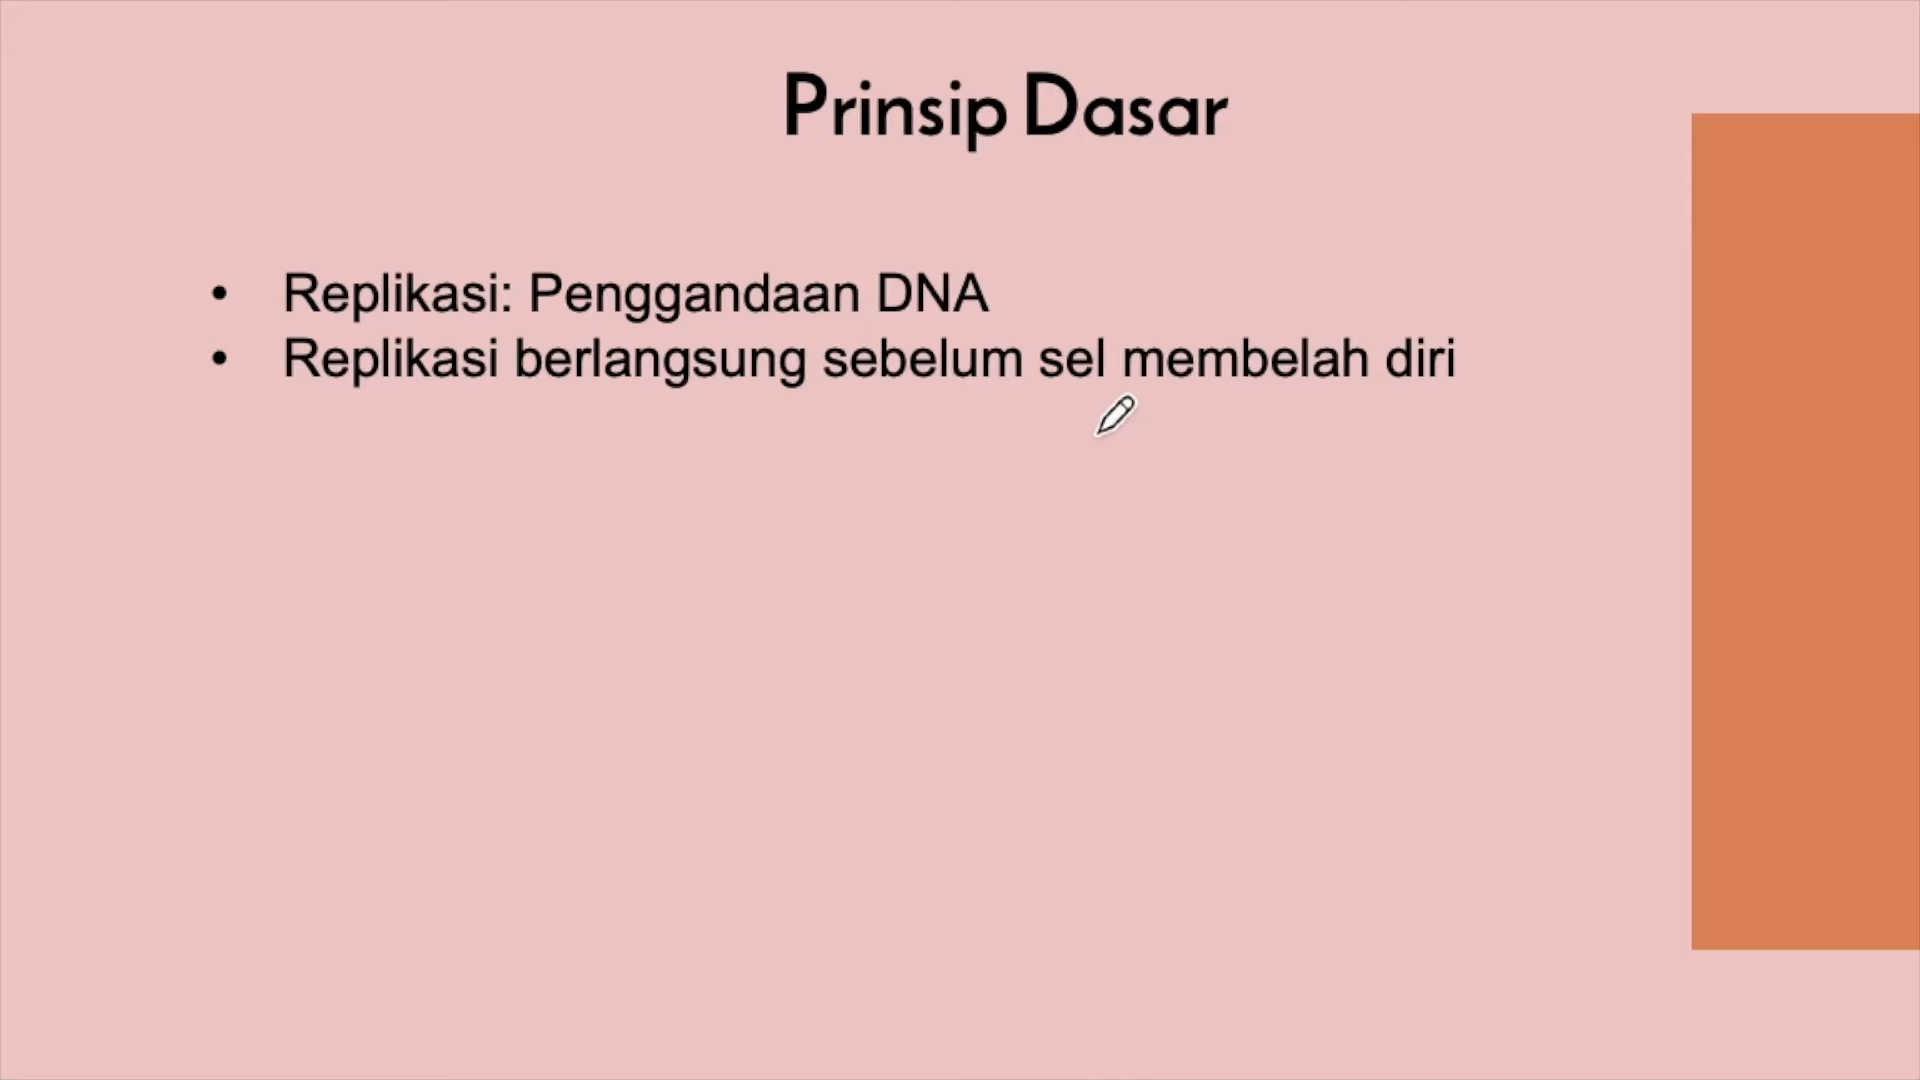 Prinsip Dasar
• Replikasi: Penggandaan DNA
• Replikasi berlangsung sebelum sel membelah diri